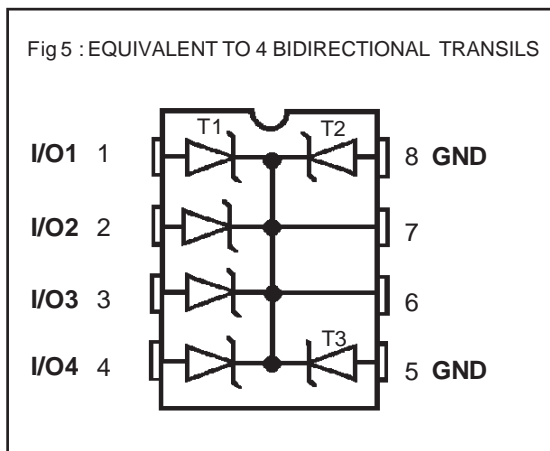 Fig 5 : EQUIVALENT TO 4 BIDIRECTIONAL TRANSILS
T1 T2
I/O1 1 8 GND
I/O2 2 7
I/O3 3 6
T3
I/O4 4 5 GND